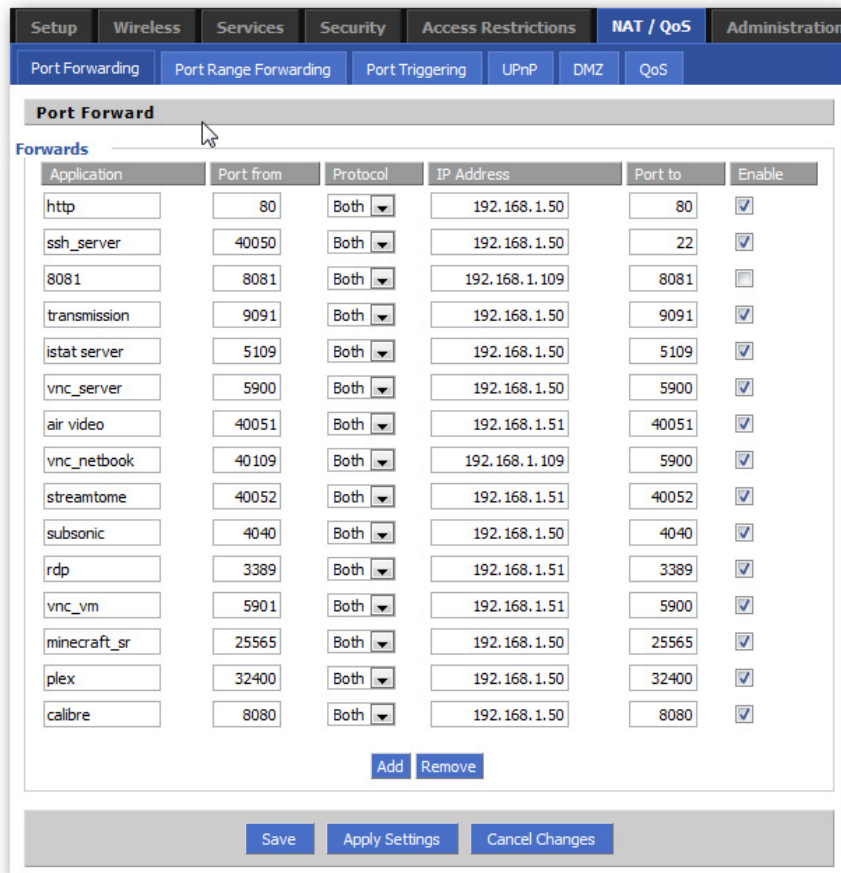 Setup Wireless Services Security Access Restrictions NAT / QoS Administration
Port Forwarding Port Range Forwarding Port Triggering UPnP DMZ QoS
Port Forward
Forwards
Application Port from Protocol IP Address Port to Enable
http 80 Both 192.168.1.50 80
ssh_server 40050 Both 192.168.1.50 22
8081 8081 Both 192.168.1.109 8081
transmission 9091 Both 192.168.1.50 9091
istat server 5109 Both 192.168.1.50 5109
vnc_server 5900 Both 192.168.1.50 5900
air video 40051 Both 192.168.1.51 40051
vnc_netbook 40109 Both 192.168.1.109 5900
streamtome 40052 Both 192.168.1.51 40052
subsonic 4040 Both 192.168.1.50 4040
rdp 3389 Both 192.168.1.51 3389
vnc_vm 5901 Both 192.168.1.51 5900
minecraft_sr 25565 Both 192.168.1.50 25565
plex 32400 Both 192.168.1.50 32400
calibre 8080 Both 192.168.1.50 8080
Add Remove
Save Apply Settings Cancel Changes